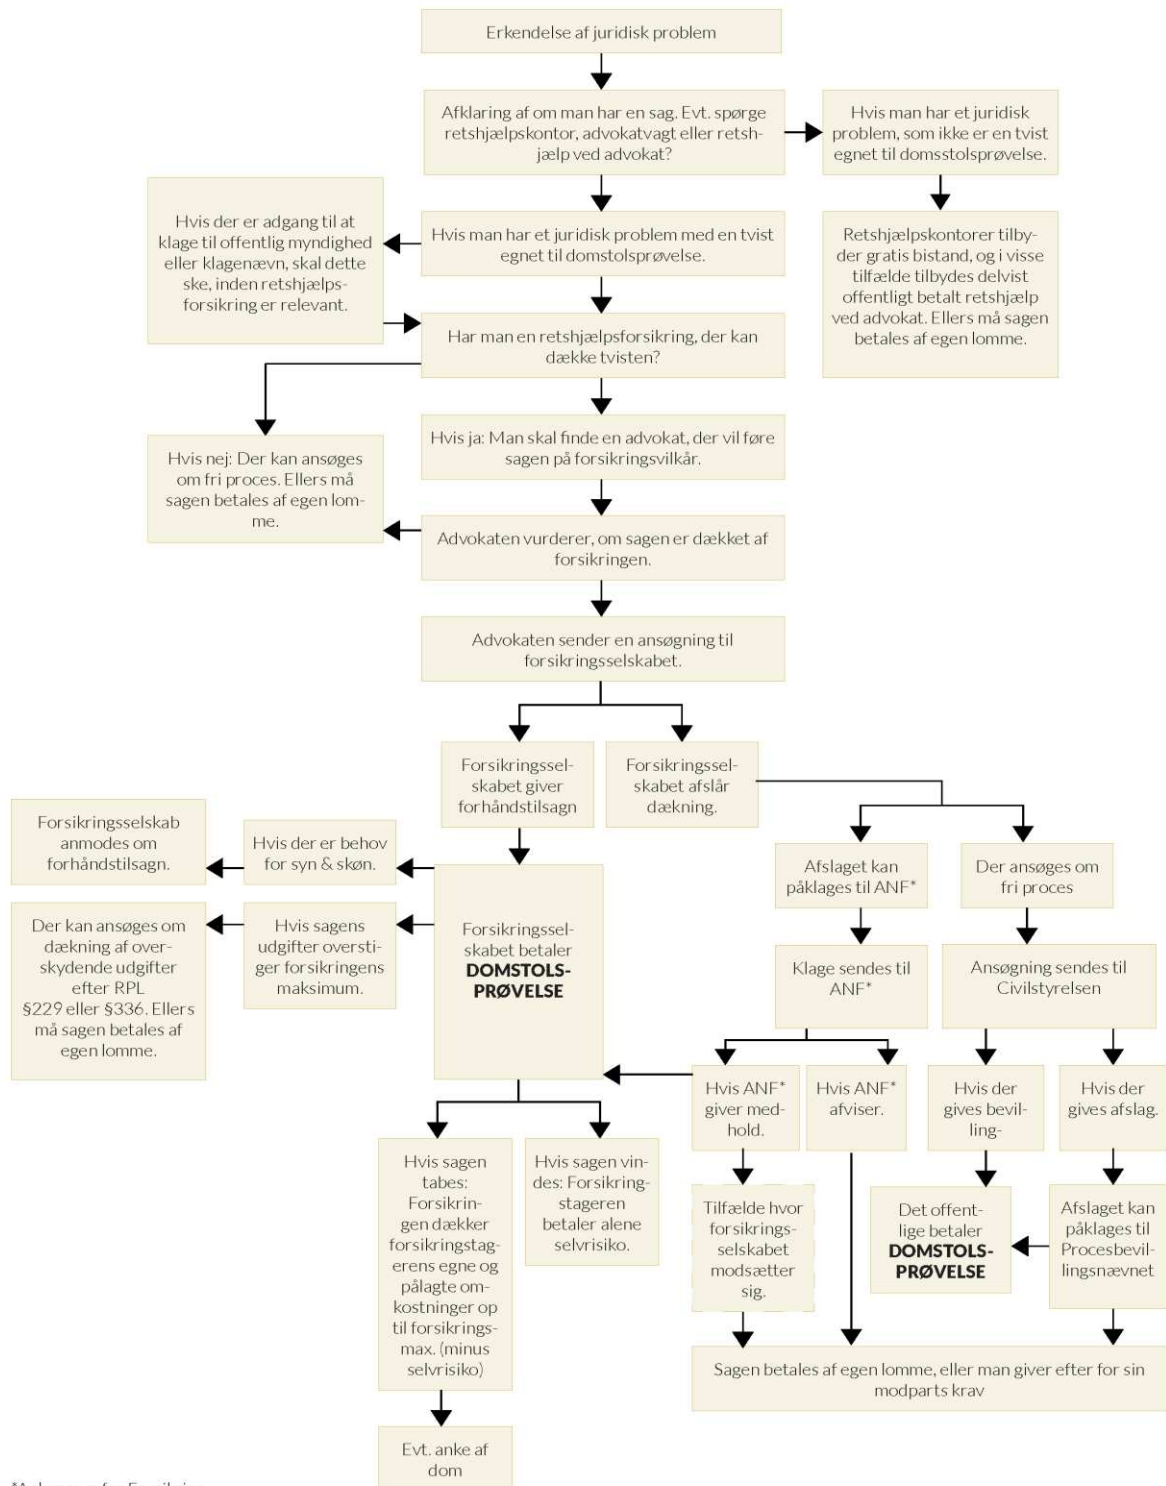 Erkendelse af juridisk problem
Afklaring af om man har en sag. Evt. spørge
retshjælpskontor, advokatvagt eller retshjælp
hjælp ved advokat?
Hvis man har et juridisk
problem, som ikke er en tvist
egnet til domsstolsprøvelse.
Hvis der er adgang til at
klage til offentlig myndighed
eller klagenævn, skal dette
ske, inden retshjælps-
forsikring er relevant.
Hvis man har et juridisk problem med en tvist
egnet til domstolsprøvelse.
Retshjælpskontorer tilby-
der gratis bistand, og i visse
tilfælde tilbydes delvist
offentligt betalt retshjælp
ved advokat. Ellers må sagen
betales af egen lomme.
Har man en retshjælpsforsikring, der kan
dække tvisten?
Hvis ja: Man skal finde en advokat, der vil føre
sagen på forsikringsvilkår.
Hvis nej: Der kan ansøges
om fri proces. Ellers må
sagen betales af egen lom-
me.
Advokaten vurderer, om sagen er dækket af
forsikringen.
Advokaten sender en ansøgning til
forsikringsselskabet.
Forsikringssel-
skabet giver
forhåndstilsagn
Forsikringssel-
skabet afslår
dækning.
Forsikringsselskab
anmodes om
forhåndstilsagn.
Hvis der er behov
for syn & skøn.
Afslaget kan
påklages til ANF*
Der ansøges om
fri proces
Der kan ansøges om
dækning af over-
skydende udgifter
efter RPL
§229 eller §336. Ellers
må sagen betales af
egen lomme.
Hvis sagens
udgifter oversti-
ger forsikringens
maksimum.
Forsikringssel-
skabet betaler
DOMSTOLS-
PRØVELSE
Klage sendes til
ANF*
Ansøgning sendes til
Civilstyrelsen
Hvis ANF*
giver med-
hold.
Hvis ANF*
afviser.
Hvis der
gives bevil-
ling-
Hvis der
gives afslag.
Hvis sagen
tabes:
Forsikrin-
gen dækker
forsikringstag-
erens egne og
pålagte om-
kostninger op
til forsikrings-
max. (minus
selvrisiko)
Hvis sagen vin-
des: Forsikring-
stageren
betaler alene
selvrisiko.
Tilfælde hvor
forsikrings-
selskabet
modsætter
sig.
Det offent-
lige betaler
DOMSTOLS-
PRØVELSE
Afslaget kan
påklages til
Procesbevil-
lingsnævnet
Sagen betales af egen lomme, eller man giver efter for sin
modparts krav
Evt. anke af
dom